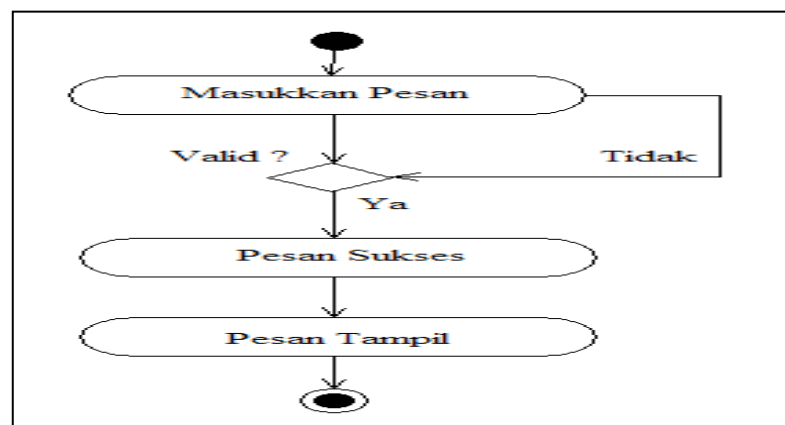 Masukkan Pesan
Valid ?
Tidak
Ya
Pesan Sukses
Pesan Tampil